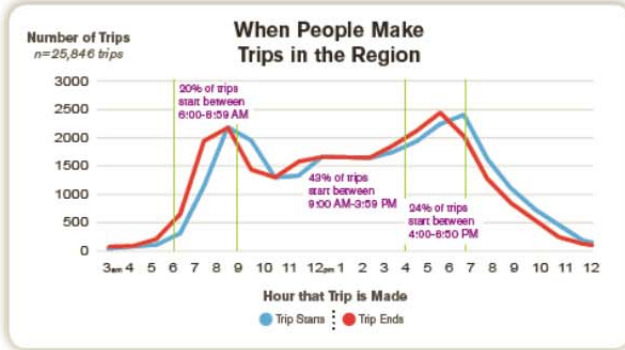 Number of Trips
n=25,846 trips
When People Make
Trips in the Region
3000
2500
2000
1500
1000
500
0
20% of trips
start between
6:00-8:59 AM
43% of trips
start between
9:00 AM-3:59 PM
24% of trips
start between
4:00-6:50 PM
3am 4 5 6 7 8 9 10 11 12pm 1 2 3 4 5 6 7 8 9 10 11 12
Hour that Trip is Made
Trip Starts
Trip Ends